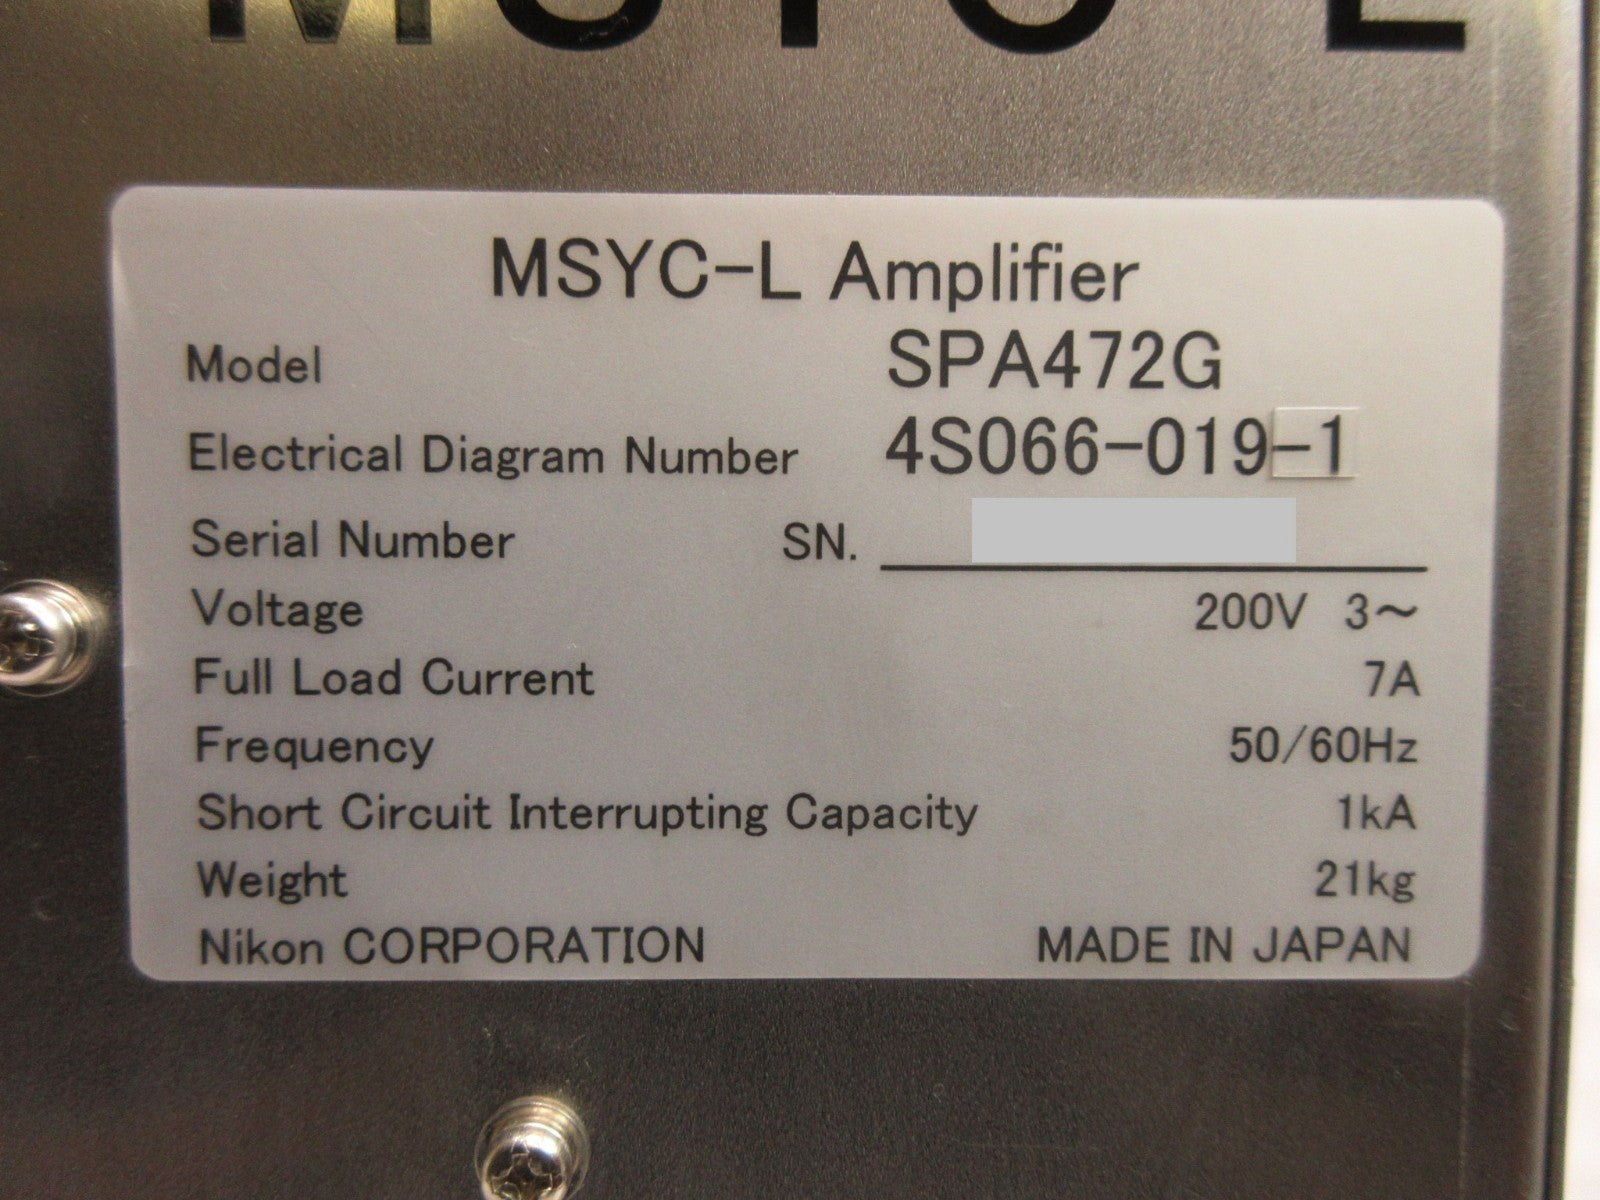 MSYC-L
MSYC-L Amplifier
Model SPA472G
Electrical Diagram Number 4S066-019-1
Serial Number SN.
Voltage 200V 3~
Full Load Current 7A
Frequency 50/60Hz
Short Circuit Interrupting Capacity 1kA
Weight 21kg
Nikon CORPORATION MADE IN JAPAN